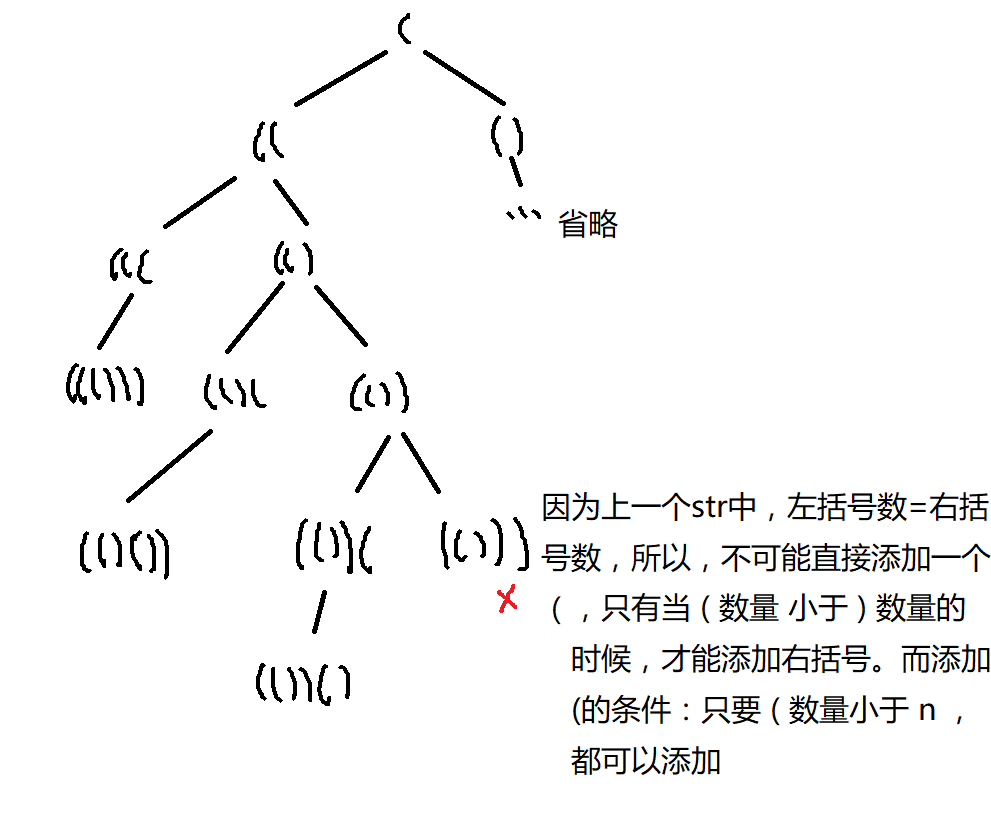 (
((
()
省略
(((
(()
((()))
(()(
(())
(()())
(())(
(()))
因为上一个str中，左括号数=右括
号数，所以，不可能直接添加一个
（ ，只有当 ( 数量 小于 ) 数量的
时候，才能添加右括号。而添加
(的条件：只要 ( 数量小于 n ，
都可以添加
(())()